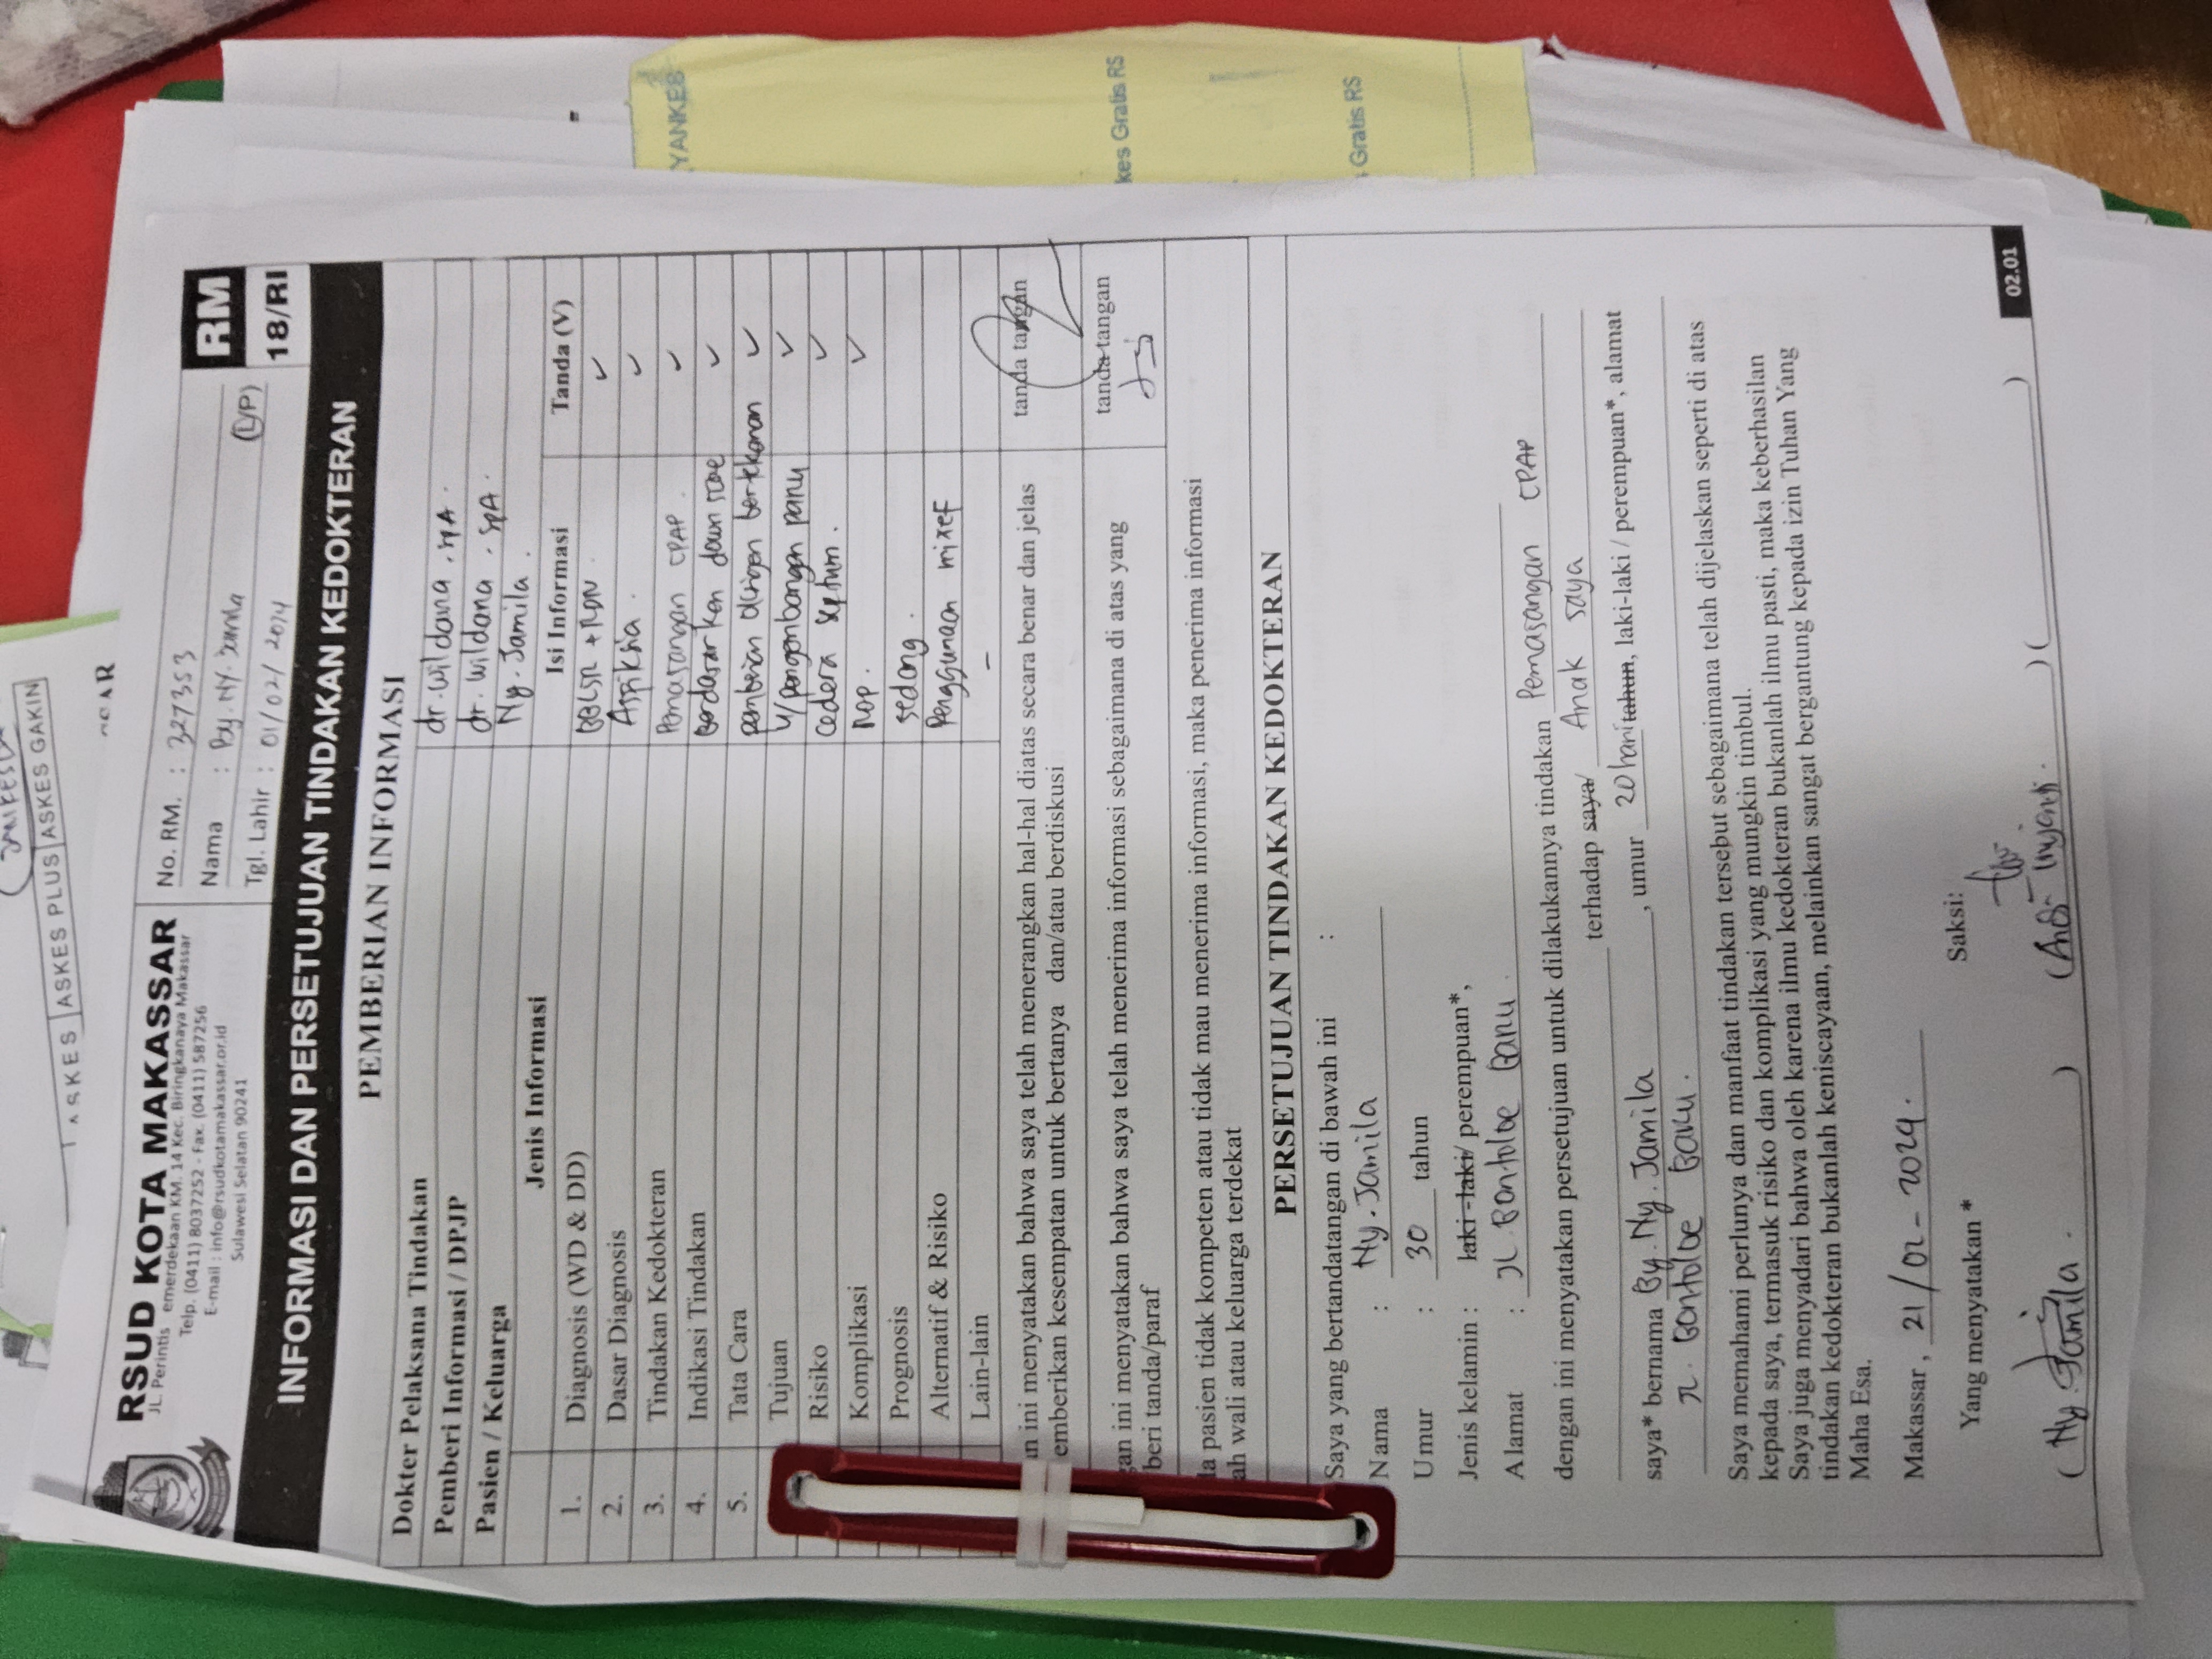 ASKES ASKES PLUS ASKES GAKIN
RSUD KOTA MAKASSAR
JL. Perintis emerdekaan KM. 14 Kec. Biringkanaya Makassar
Telp. (0411) 8037252 - Fax. (0411) 587256
E-mail : info@rsudkotamakassar.or.id
Sulawesi Selatan 90241
No. RM. : 327353
Nama : By. NY. Jamila (L/P)
Tgl. Lahir : 01/02/2024
RM
18/RI
INFORMASI DAN PERSETUJUAN TINDAKAN KEDOKTERAN
PEMBERIAN INFORMASI
Dokter Pelaksana Tindakan dr. wildana . spA .
Pemberi Informasi / DPJP dr. wildana . spA .
Pasien / Keluarga Ny. Jamila .
Jenis Informasi Isi Informasi Tanda (V)
1. Diagnosis (WD & DD) BBLSR + RDN ✓
2. Dasar Diagnosis Asfiksia . ✓
3. Tindakan Kedokteran Pemasangan CPAP . ✓
4. Indikasi Tindakan Berdasarken down score ✓
5. Tata Cara pemberian oksigen bertekanan ✓
Tujuan u/pengembangan paru ✓
Risiko cedera septum . ✓
Komplikasi ROP . ✓
Prognosis sedang .
Alternatif & Risiko Penggunaan mixef
Lain-lain –
an ini menyatakan bahwa saya telah menerangkan hal-hal diatas secara benar dan jelas tanda tangan
emberikan kesempatan untuk bertanya dan/atau berdiskusi
gan ini menyatakan bahwa saya telah menerima informasi sebagaimana di atas yang tanda tangan
beri tanda/paraf
la pasien tidak kompeten atau tidak mau menerima informasi, maka penerima informasi
ah wali atau keluarga terdekat
PERSETUJUAN TINDAKAN KEDOKTERAN
Saya yang bertandatangan di bawah ini :
Nama : Ny. Jamila
Umur : 30 tahun
Jenis kelamin : laki -laki/ perempuan*,
Alamat : Jl. Bontoloe Baru .
dengan ini menyatakan persetujuan untuk dilakukannya tindakan Pemasangan CPAP
terhadap saya/ Anak saya
saya* bernama By. Ny. Jamila , umur 20 hari tahun, laki-laki / perempuan*, alamat
Jl. Bontoloe Baru .
Saya memahami perlunya dan manfaat tindakan tersebut sebagaimana telah dijelaskan seperti di atas
kepada saya, termasuk risiko dan komplikasi yang mungkin timbul.
Saya juga menyadari bahwa oleh karena ilmu kedokteran bukanlah ilmu pasti, maka keberhasilan
tindakan kedokteran bukanlah keniscayaan, melainkan sangat bergantung kepada izin Tuhan Yang
Maha Esa.
Makassar , 21/02 - 2024 .
Yang menyatakan * Saksi:
( Ny. Jamila . ) ( ) ( )
02.01
YANKES
kes Gratis RS
Gratis RS